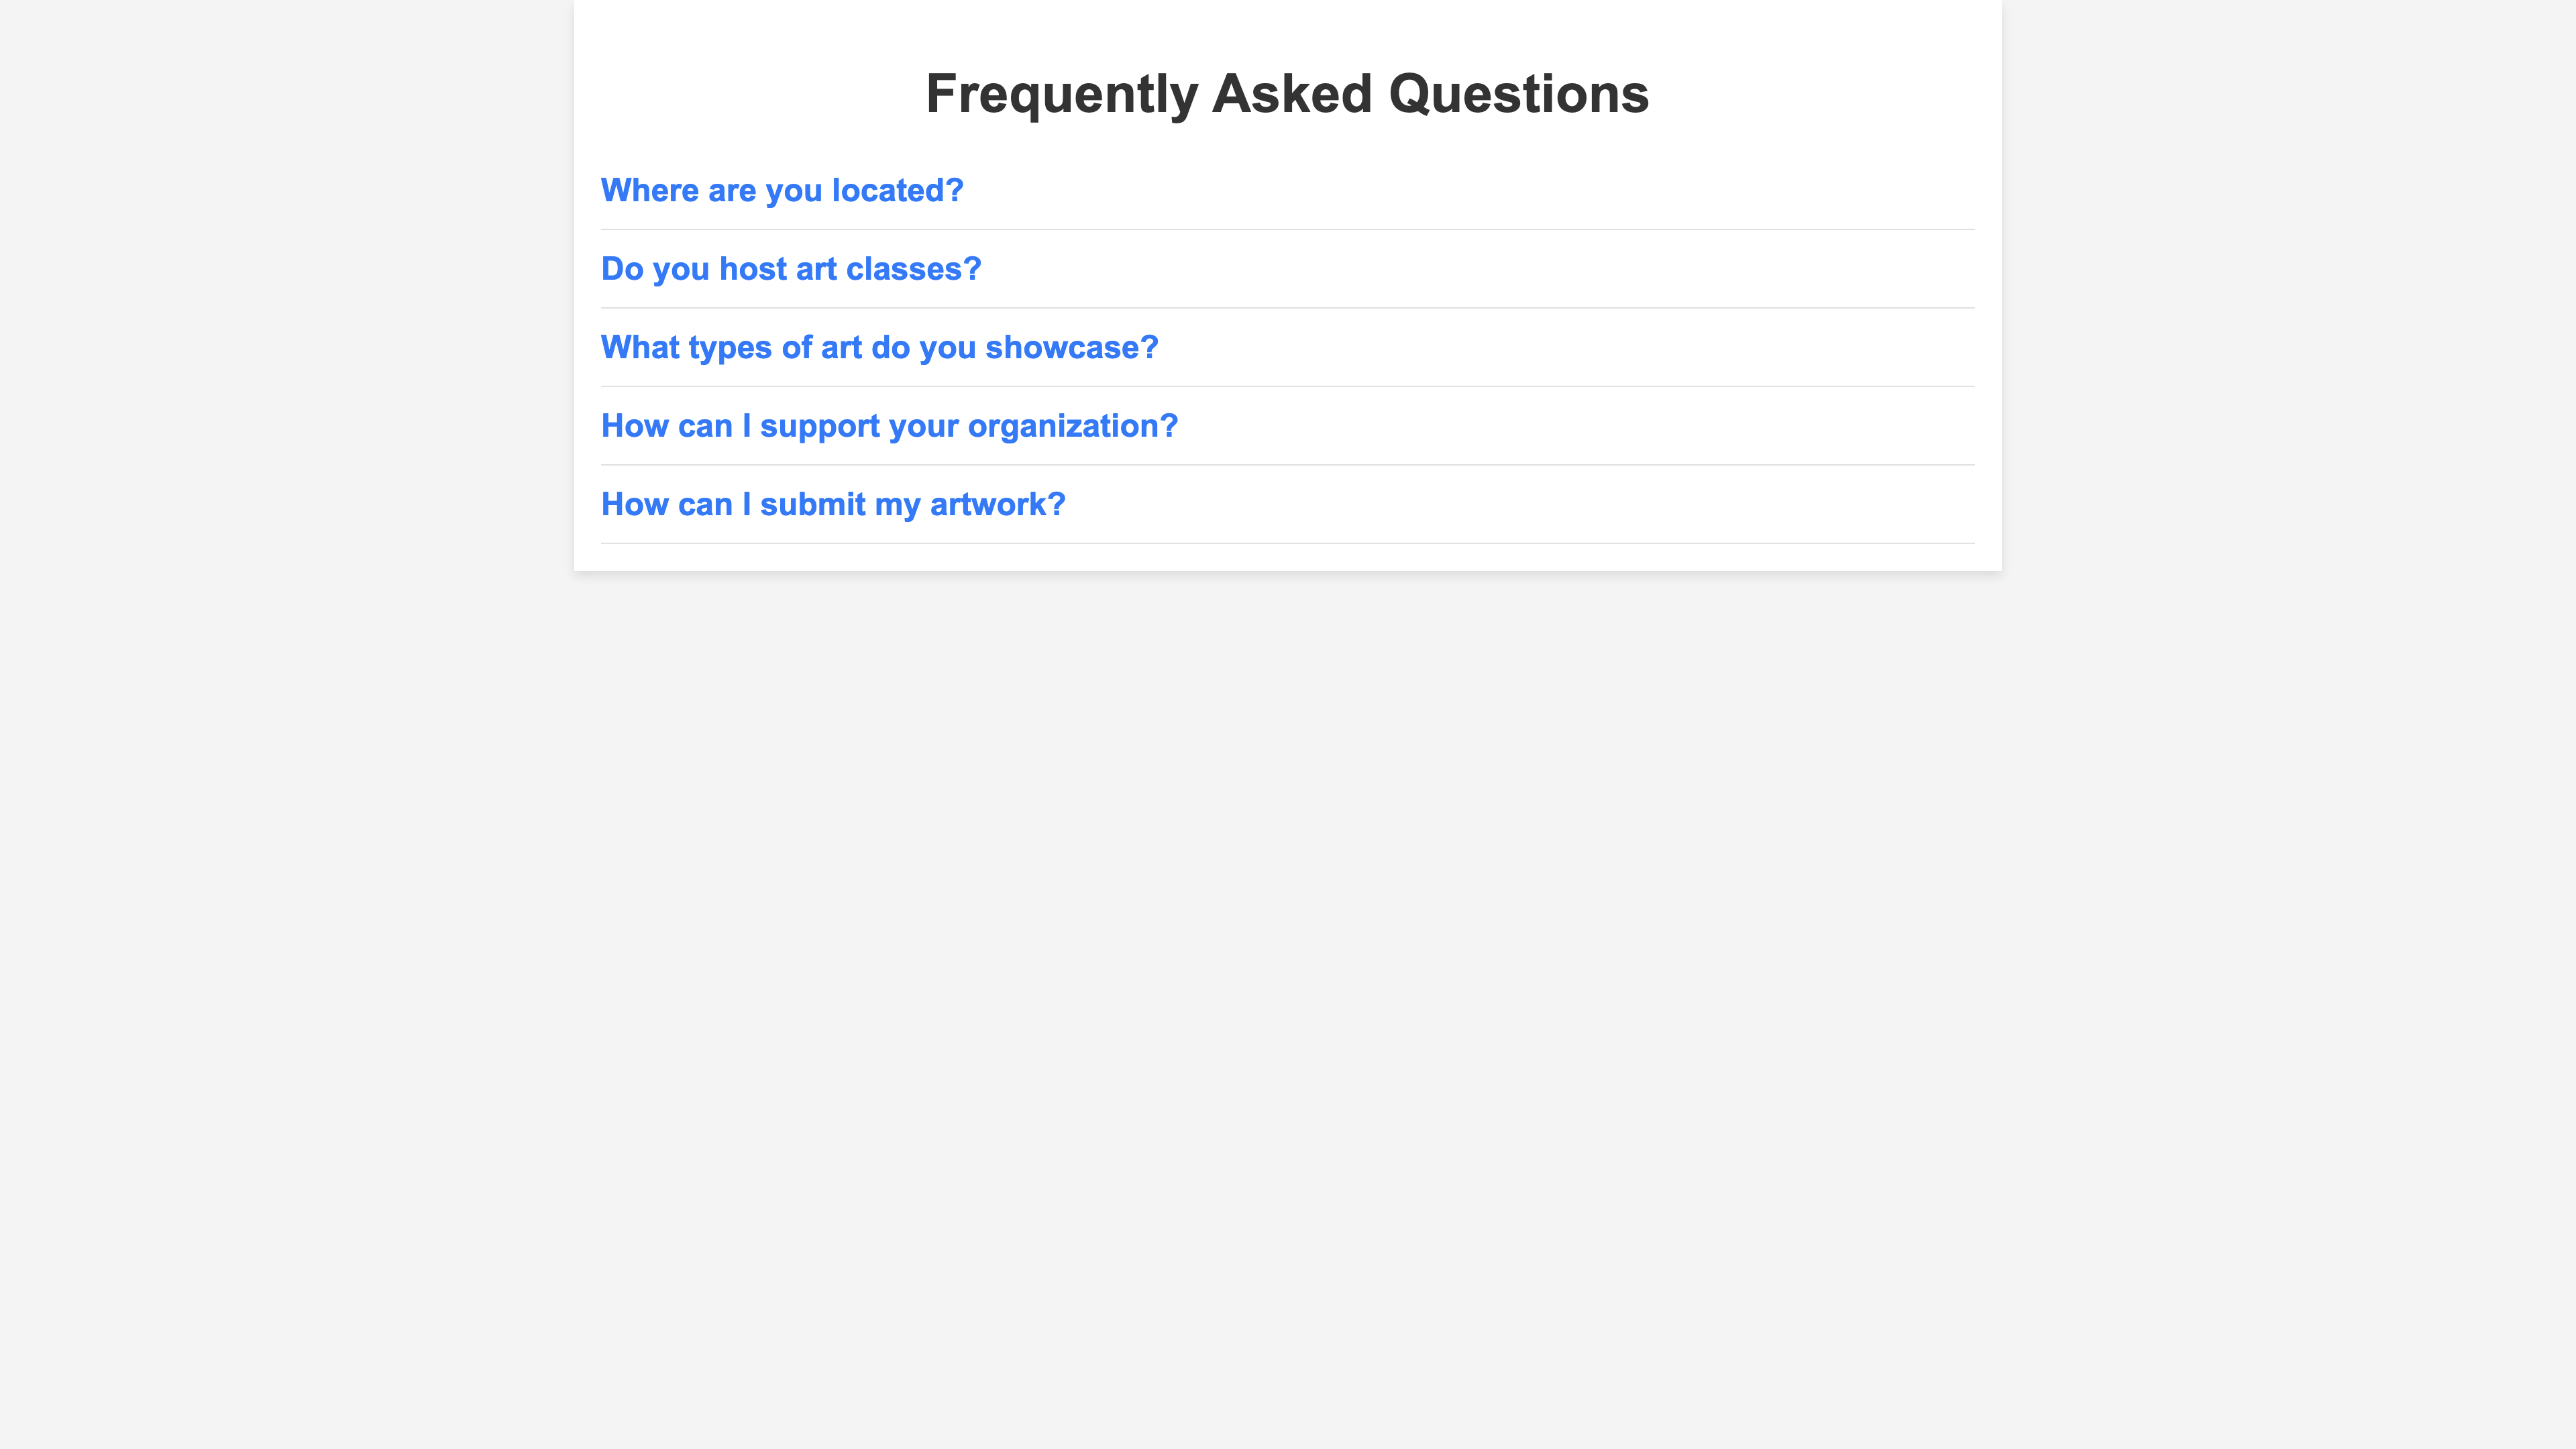 Frequently Asked Questions
Where are you located?
Do you host art classes?
What types of art do you showcase?
How can I support your organization?
How can I submit my artwork?